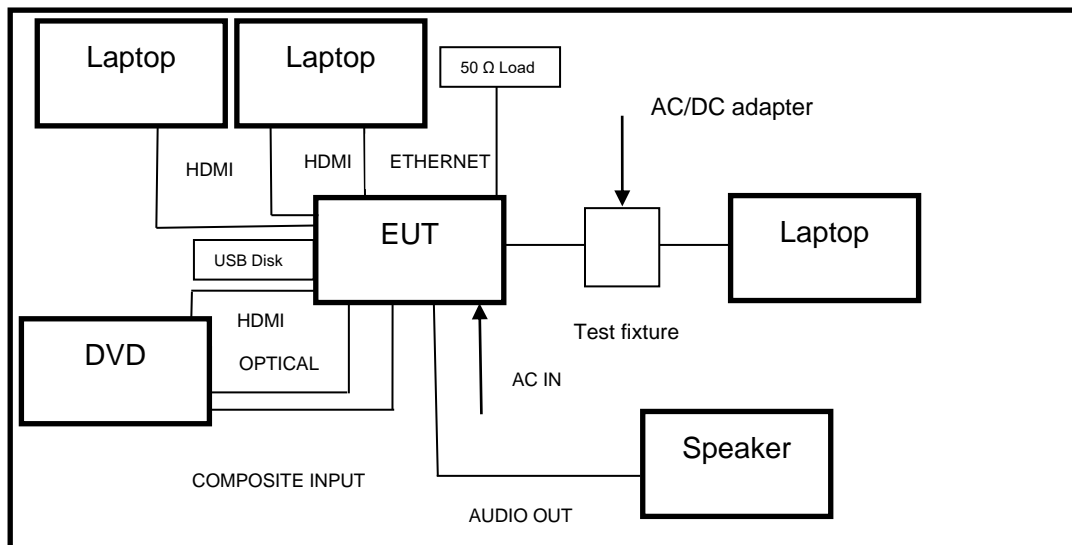 Laptop
Laptop
50 Ω Load
AC/DC adapter
HDMI
HDMI
ETHERNET
EUT
Laptop
USB Disk
HDMI
Test fixture
DVD
OPTICAL
AC IN
Speaker
COMPOSITE INPUT
AUDIO OUT